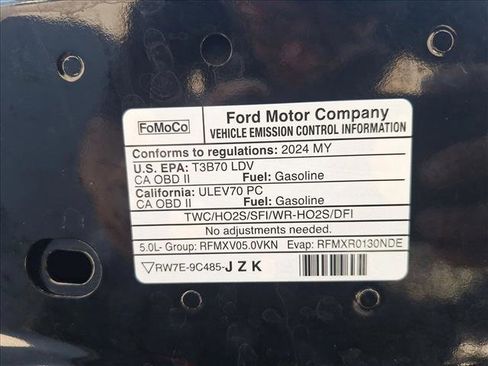 FoMoCo
Ford Motor Company
VEHICLE EMISSION CONTROL INFORMATION
Conforms to regulations: 2024 MY
U.S. EPA: T3B70 LDV
CA OBD II Fuel: Gasoline
California: ULEV70 PC
CA OBD II Fuel: Gasoline
TWC/HO2S/SFI/WR-HO2S/DFI
No adjustments needed.
5.0L- Group: RFMXV05.0VKN Evap: RFMXR0130NDE
RW7E-9C485-JZK